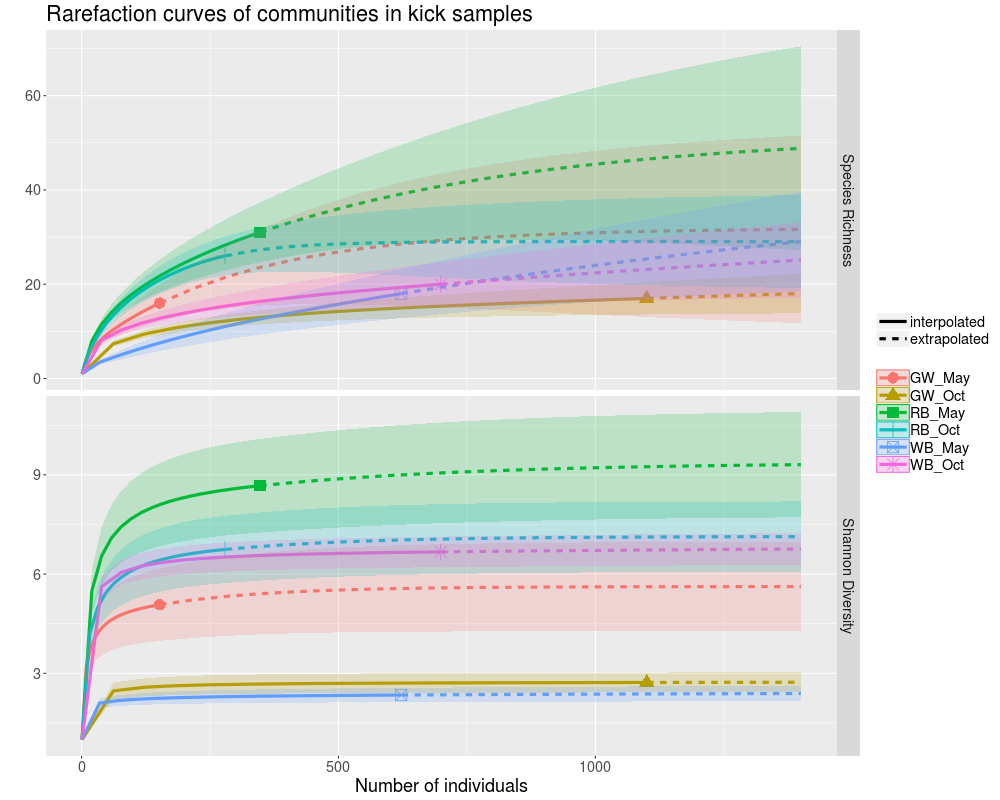 Rarefaction curves of communities in kick samples
60
40
20
0
Species Richness
9
6
3
Shannon Diversity
0
500
1000
Number of individuals
interpolated
extrapolated
GW_May
GW_Oct
RB_May
RB_Oct
WB_May
WB_Oct